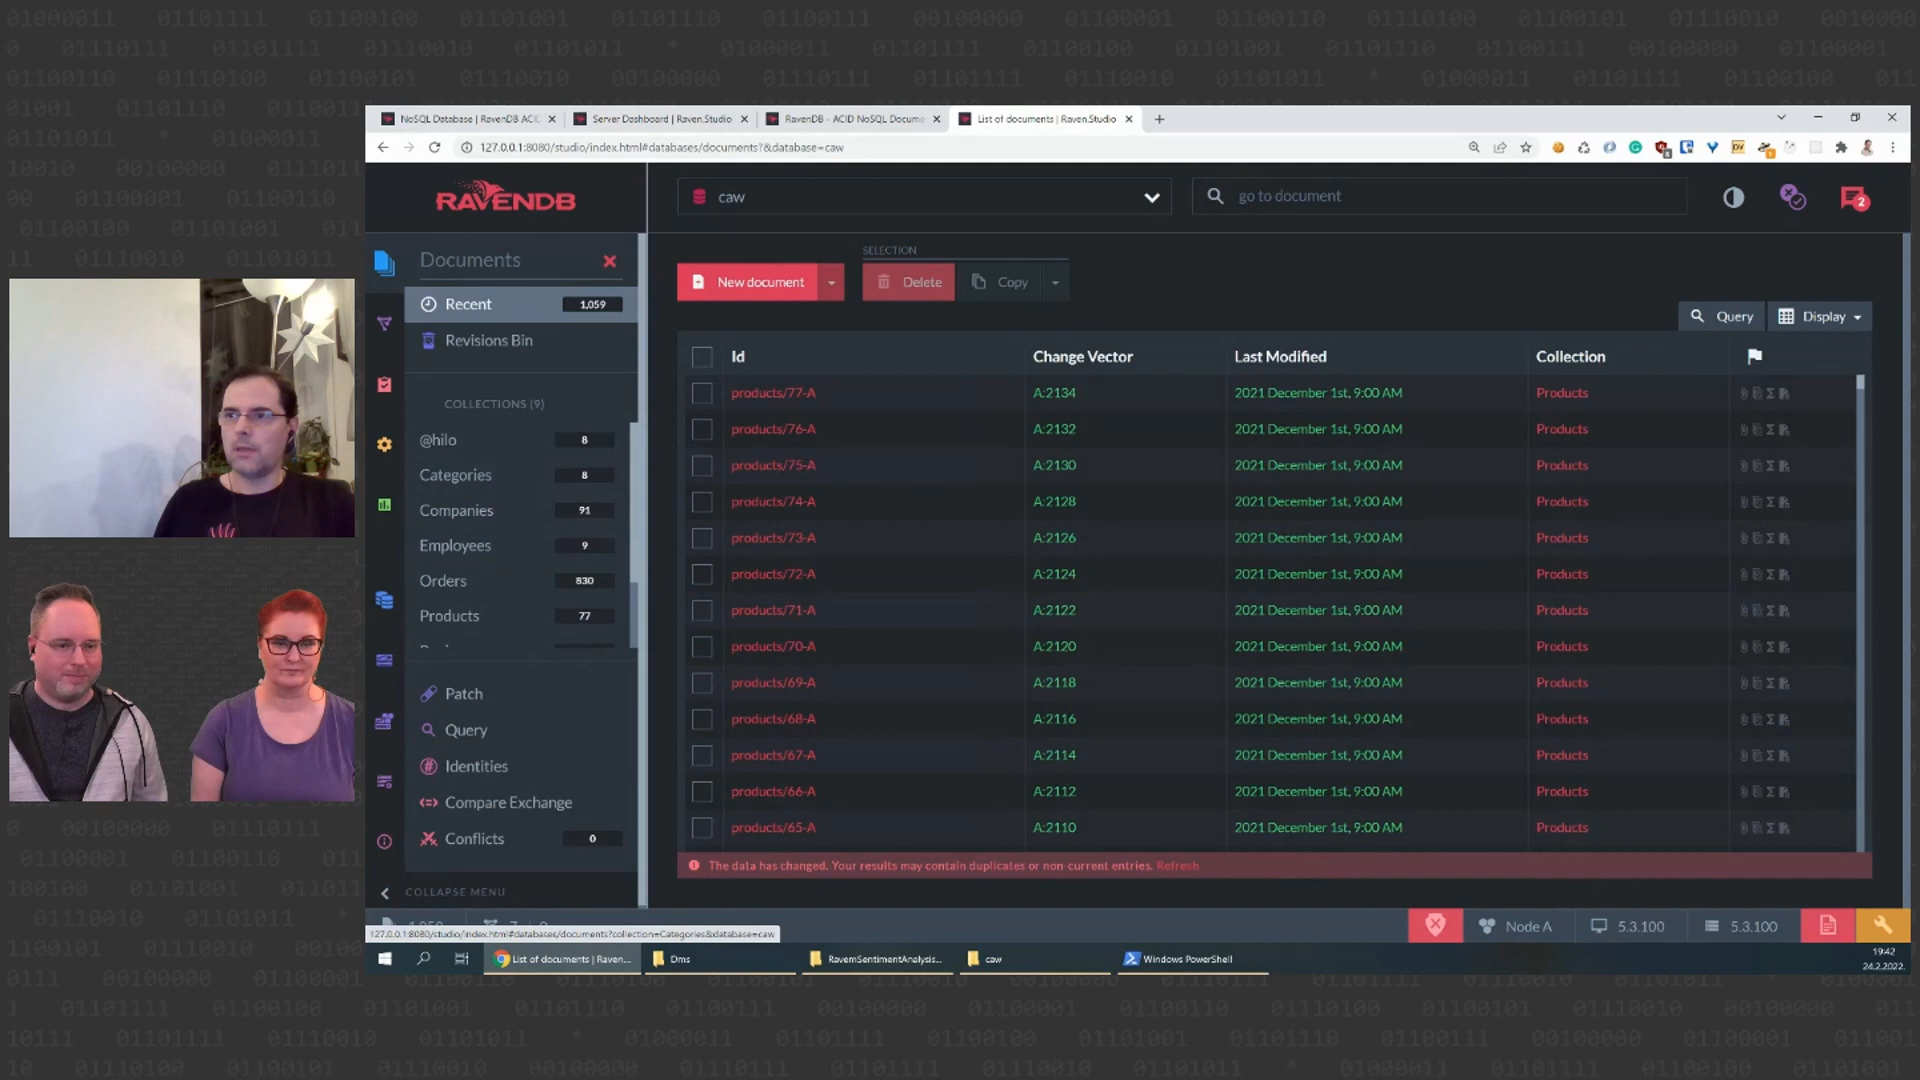 NoSQL Database | RavenDB ACID
Server Dashboard | Raven.Studio
RavenDB - ACID NoSQL Docume
List of documents | Raven.Studio
127.0.0.1:8080/studio/index.html#databases/documents?&database=caw
RAVENDB
caw
go to document
2
Documents
SELECTION
Recent 1,059
New document
Delete
Copy
Revisions Bin
Query
Display
COLLECTIONS (9)
@hilo 8
Categories 8
Companies 91
Employees 9
Orders 830
Products 77
Patch
Query
Identities
Compare Exchange
Conflicts 0
COLLAPSE MENU
Id Change Vector Last Modified Collection
products/77-A A:2134 2021 December 1st, 9:00 AM Products
products/76-A A:2132 2021 December 1st, 9:00 AM Products
products/75-A A:2130 2021 December 1st, 9:00 AM Products
products/74-A A:2128 2021 December 1st, 9:00 AM Products
products/73-A A:2126 2021 December 1st, 9:00 AM Products
products/72-A A:2124 2021 December 1st, 9:00 AM Products
products/71-A A:2122 2021 December 1st, 9:00 AM Products
products/70-A A:2120 2021 December 1st, 9:00 AM Products
products/69-A A:2118 2021 December 1st, 9:00 AM Products
products/68-A A:2116 2021 December 1st, 9:00 AM Products
products/67-A A:2114 2021 December 1st, 9:00 AM Products
products/66-A A:2112 2021 December 1st, 9:00 AM Products
products/65-A A:2110 2021 December 1st, 9:00 AM Products
The data has changed. Your results may contain duplicates or non-current entries. Refresh
Node A
5.3.100
5.3.100
127.0.0.1:8080/studio/index.html#databases/documents?collection=Categories&database=caw
List of documents | Raven...
Dms
RavemSentimentAnalysis...
caw
Windows PowerShell
19:42
24.2.2022.